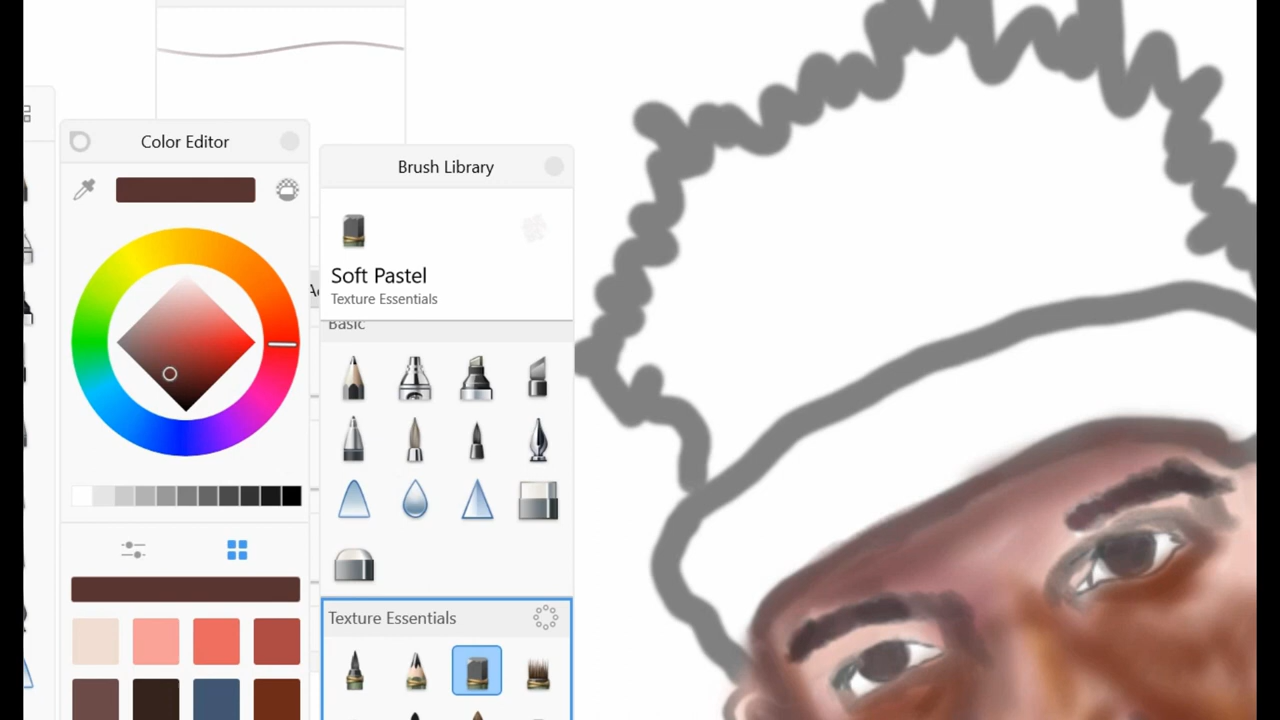 Color Editor
Brush Library
Soft Pastel
Texture Essentials
Basic
Texture Essentials